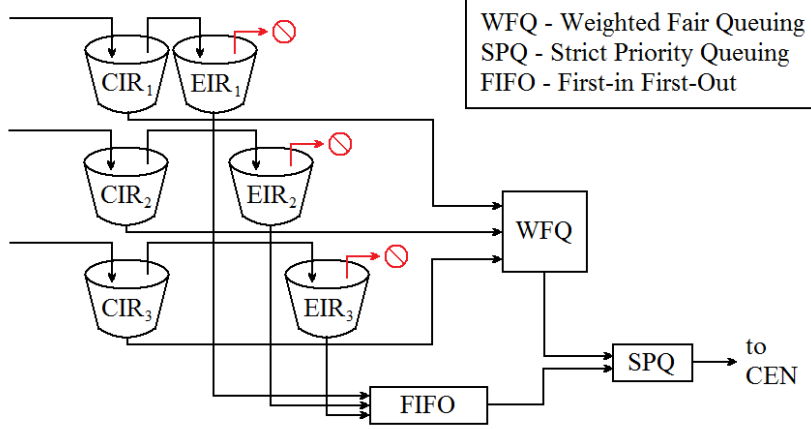 WFQ - Weighted Fair Queuing
SPQ - Strict Priority Queuing
FIFO - First-in First-Out
CIR₁
EIR₁
CIR₂
EIR₂
WFQ
CIR₃
EIR₃
SPQ
to
CEN
FIFO